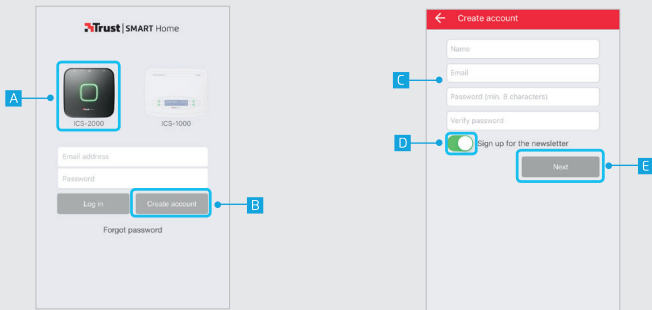 Trust SMART Home
A
ICS-2000
ICS-1000
Email address
Password
Log in
Create account
B
Forgot password
Create account
Name
C
Email
Password (min. 8 characters)
Verify password
D
Sign up for the newsletter
Next
E